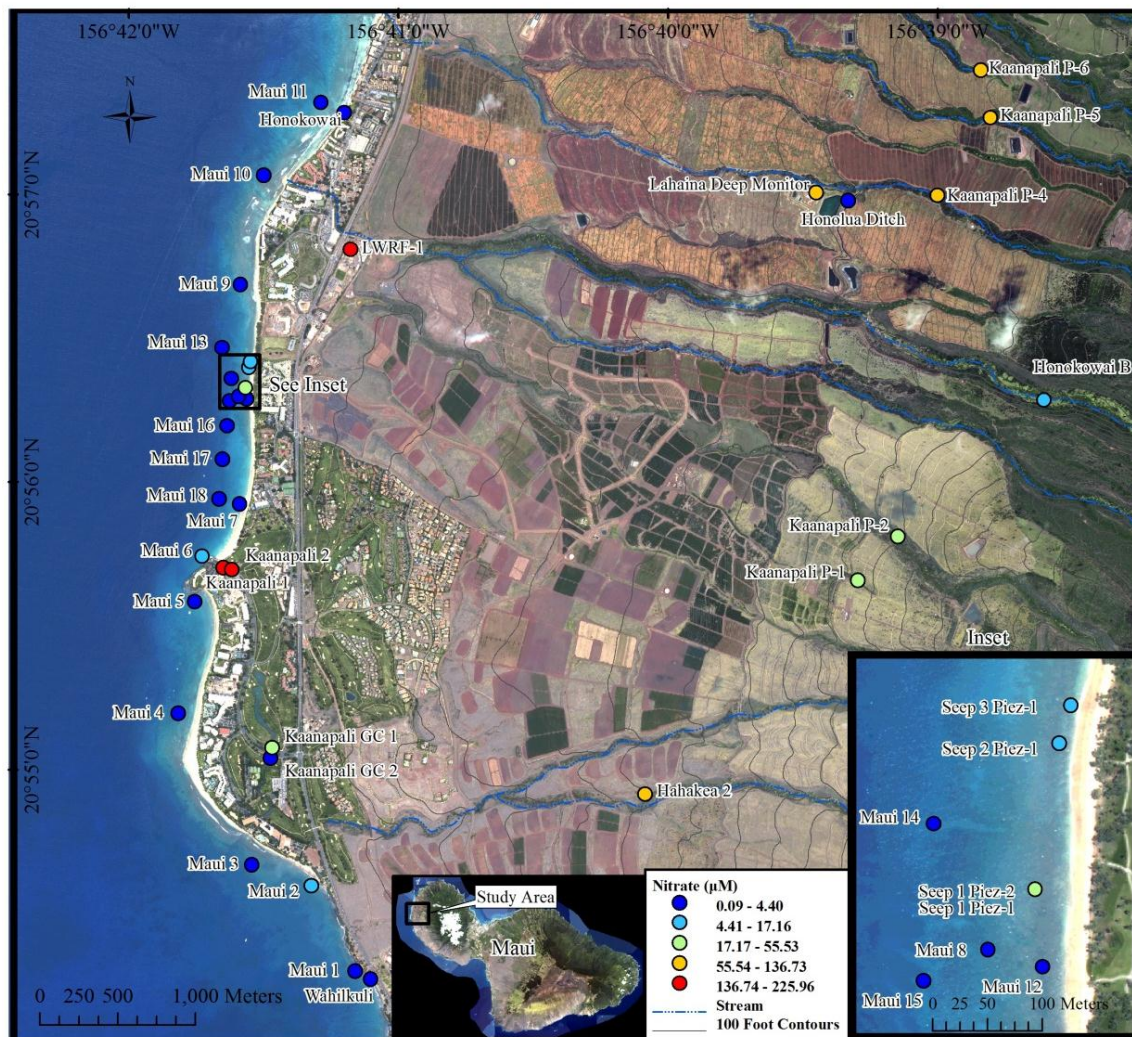 156°42'0"W
156°41'0"W
156°40'0"W
156°39'0"W
N
Kaanapali P-6
Maui 11
Honokowai
Kaanapali P-5
Maui 10
20°57'0"N
Lahaina Deep Monitor
Kaanapali P-4
Honolua Ditch
LWRF-1
Maui 9
Maui 13
See Inset
Honokowai B
Maui 16
Maui 17
20°56'0"N
Maui 18
Maui 7
Kaanapali P-2
Maui 6
Kaanapali 2
Kaanapali 1
Kaanapali P-1
Maui 5
Inset
Maui 4
Kaanapali GC 1
Kaanapali GC 2
20°55'0"N
Hahakea 2
Maui 3
Maui 2
Maui 1
Wahilkuli
0 250 500 1,000 Meters
Study Area
Maui
Nitrate (µM)
0.09 - 4.40
4.41 - 17.16
17.17 - 55.53
55.54 - 136.73
136.74 - 225.96
Stream
100 Foot Contours
Seep 3 Piez-1
Seep 2 Piez-1
Maui 14
Seep 1 Piez-2
Seep 1 Piez-1
Maui 8
Maui 12
Maui 15
0 50 100 Meters